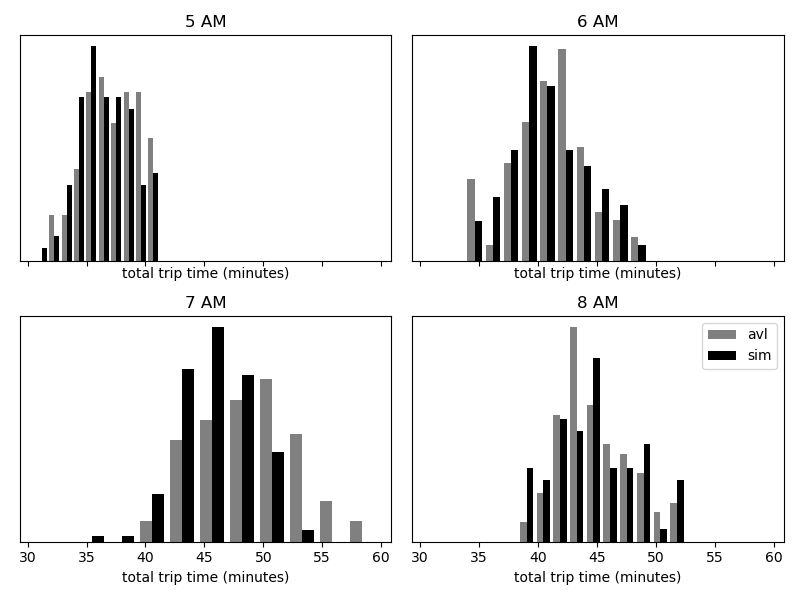 5 AM
6 AM
total trip time (minutes)
total trip time (minutes)
7 AM
8 AM
avl
sim
30 35 40 45 50 55 60
30 35 40 45 50 55 60
total trip time (minutes)
total trip time (minutes)